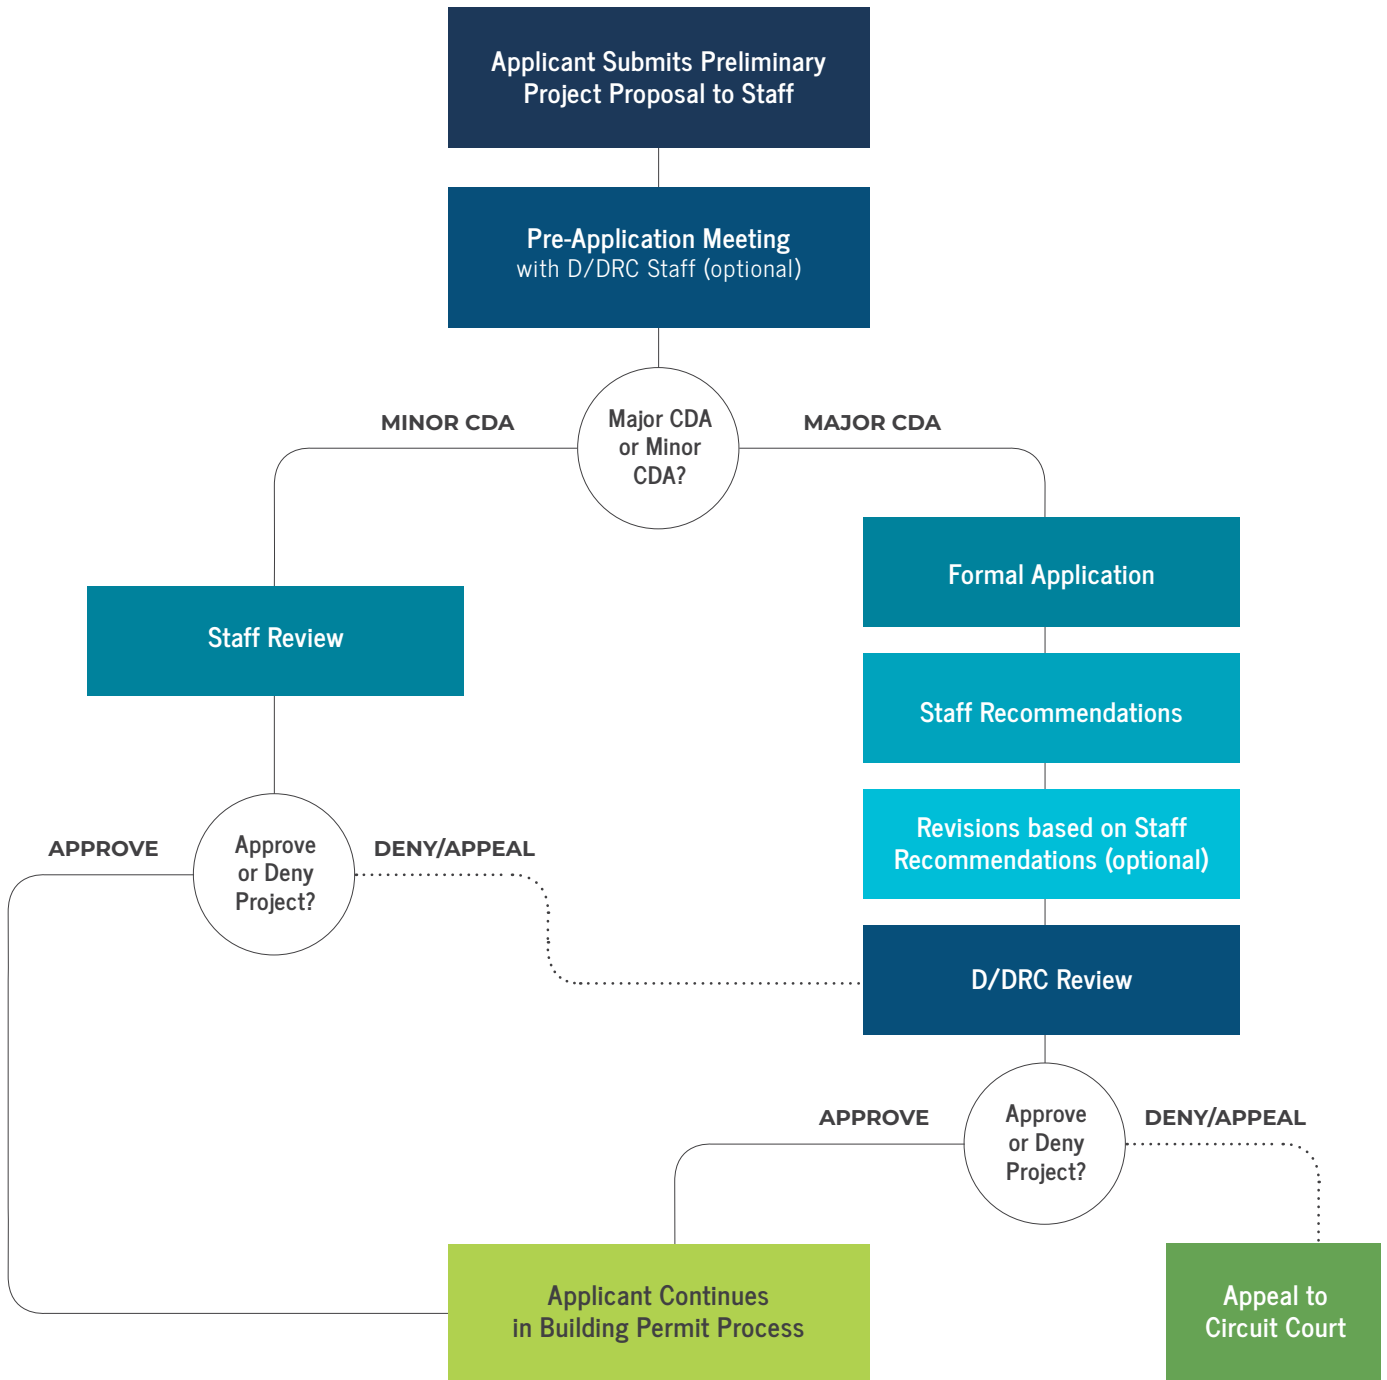 Applicant Submits Preliminary
Project Proposal to Staff
Pre-Application Meeting
with D/DRC Staff (optional)
MINOR CDA
Major CDA
or Minor
CDA?
MAJOR CDA
Formal Application
Staff Review
Staff Recommendations
Revisions based on Staff
Recommendations (optional)
APPROVE
Approve
or Deny
Project?
DENY/APPEAL
D/DRC Review
APPROVE
Approve
or Deny
Project?
DENY/APPEAL
Applicant Continues
in Building Permit Process
Appeal to
Circuit Court